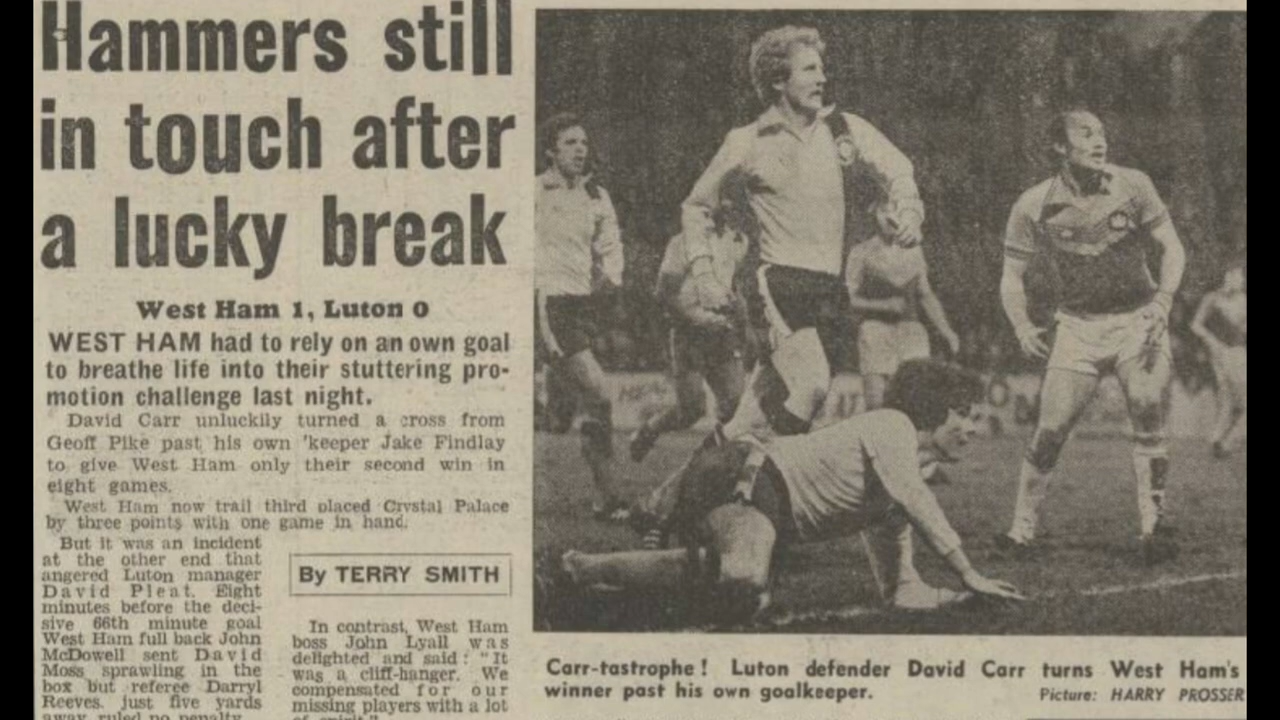 Hammers still
in touch after
a lucky break
West Ham 1, Luton 0
WEST HAM had to rely on an own goal
to breathe life into their stuttering pro-
motion challenge last night.
David Carr unluckily turned a cross from
Geoff Pike past his own 'keeper Jake Findlay
to give West Ham only their second win in
eight games.
West Ham now trail third placed Crystal Palace
by three points with one game in hand.
But it was an incident
at the other end that
angered Luton manager
David Pleat. Eight
minutes before the deci-
sive 66th minute goal
West Ham full back John
McDowell sent David
Moss sprawling in the
box but referee Darryl
Reeves, just five yards
away ruled no penalty
By TERRY SMITH
In contrast, West Ham
boss John Lyall was
delighted and said: "It
was a cliff-hanger. We
compensated for our
missing players with a lot
of spirit"
Carr-tastrophe! Luton defender David Carr turns West Ham's
winner past his own goalkeeper.
Picture: HARRY PROSSER